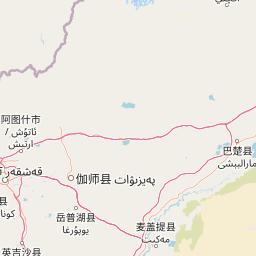 阿图什市
/ ئاتۇش
ئارتىش
巴楚县
مارالبېشى
قەشقەر
伽师县 پەيزىۋات
岳普湖县
يوپۇرغا
麦盖提县
مەكىت
英吉沙县